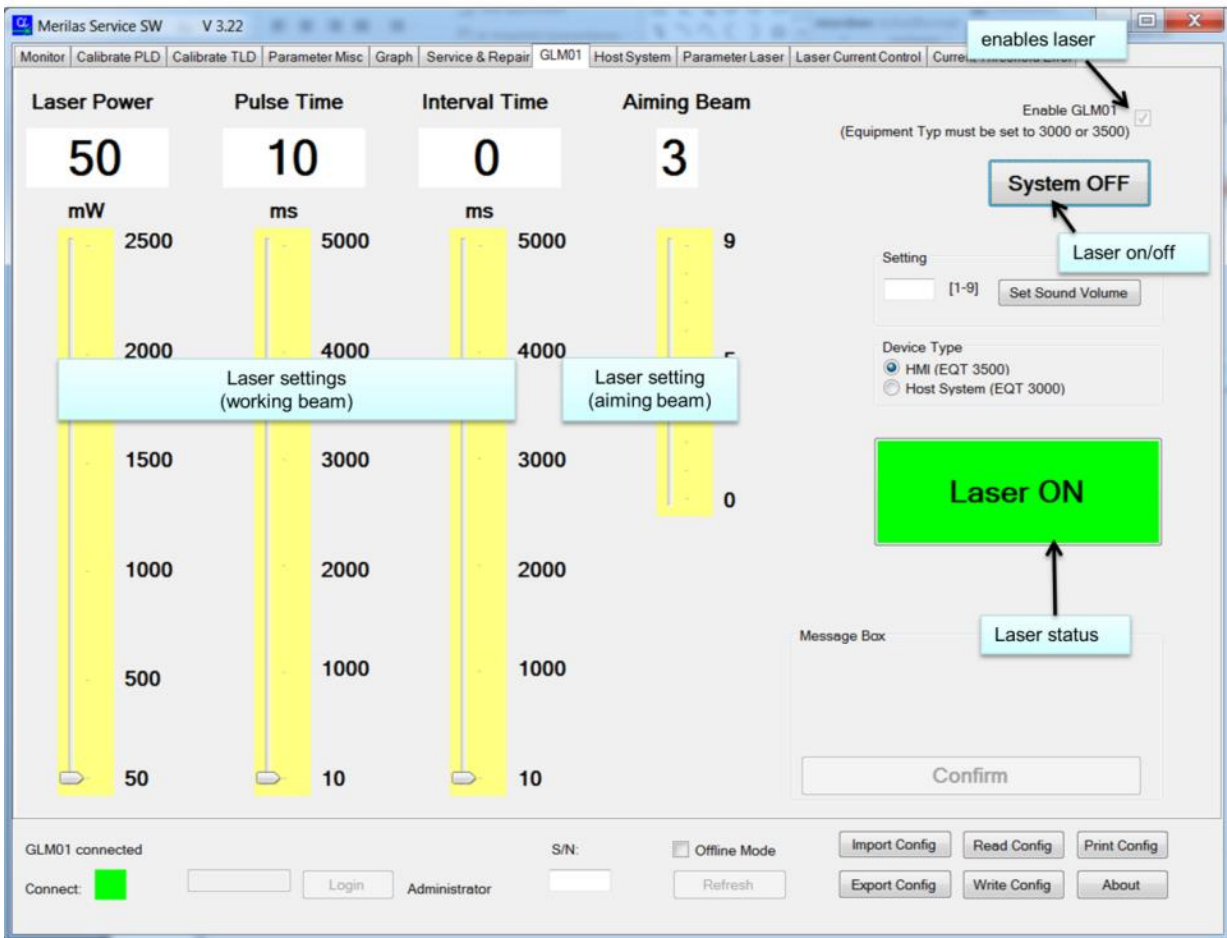 Merilas Service SW V 3.22
enables laser
Monitor Calibrate PLD Calibrate TLD Parameter Misc Graph Service & Repair GLM01 Host System Parameter Laser Laser Current Control Current Threshold Error
Laser Power Pulse Time Interval Time Aiming Beam
Enable GLM01
(Equipment Typ must be set to 3000 or 3500)
50 10 0 3
System OFF
mW ms ms
2500 5000 5000 9
Laser on/off
Setting
[1-9] Set Sound Volume
2000 4000 4000
Device Type
HMI (EQT 3500)
Host System (EQT 3000)
Laser settings
(working beam)
Laser setting
(aiming beam)
1500 3000 3000
0
Laser ON
1000 2000 2000
Laser status
Message Box
500 1000 1000
50 10 10
Confirm
GLM01 connected S/N: Offline Mode Import Config Read Config Print Config
Connect: Login Administrator Refresh Export Config Write Config About